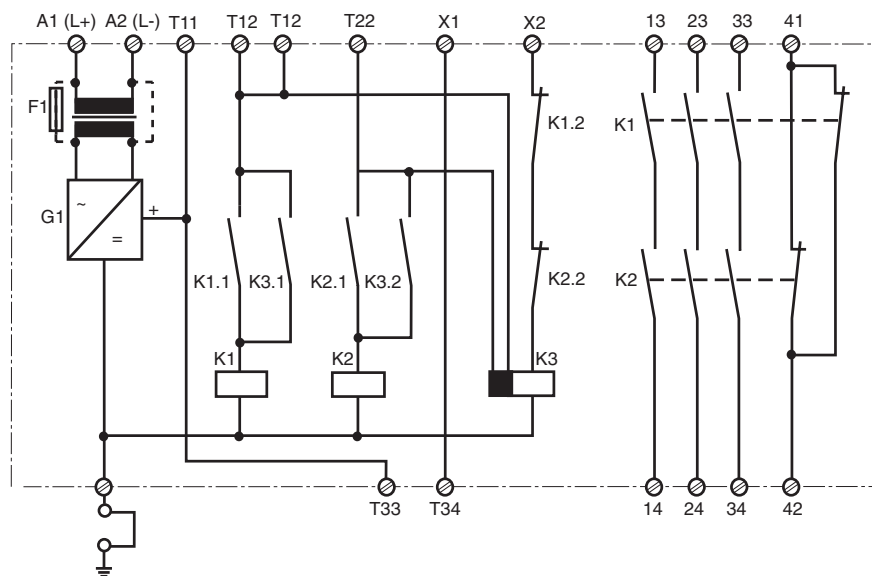 A1 (L+) A2 (L-) T11 T12 T12 T22 X1 X2 13 23 33 41
F1
K1.2
K1
G1 ~ +
=
K1.1 K3.1 K2.1 K3.2 K2.2 K2
K1 K2 K3
T33 T34 14 24 34 42